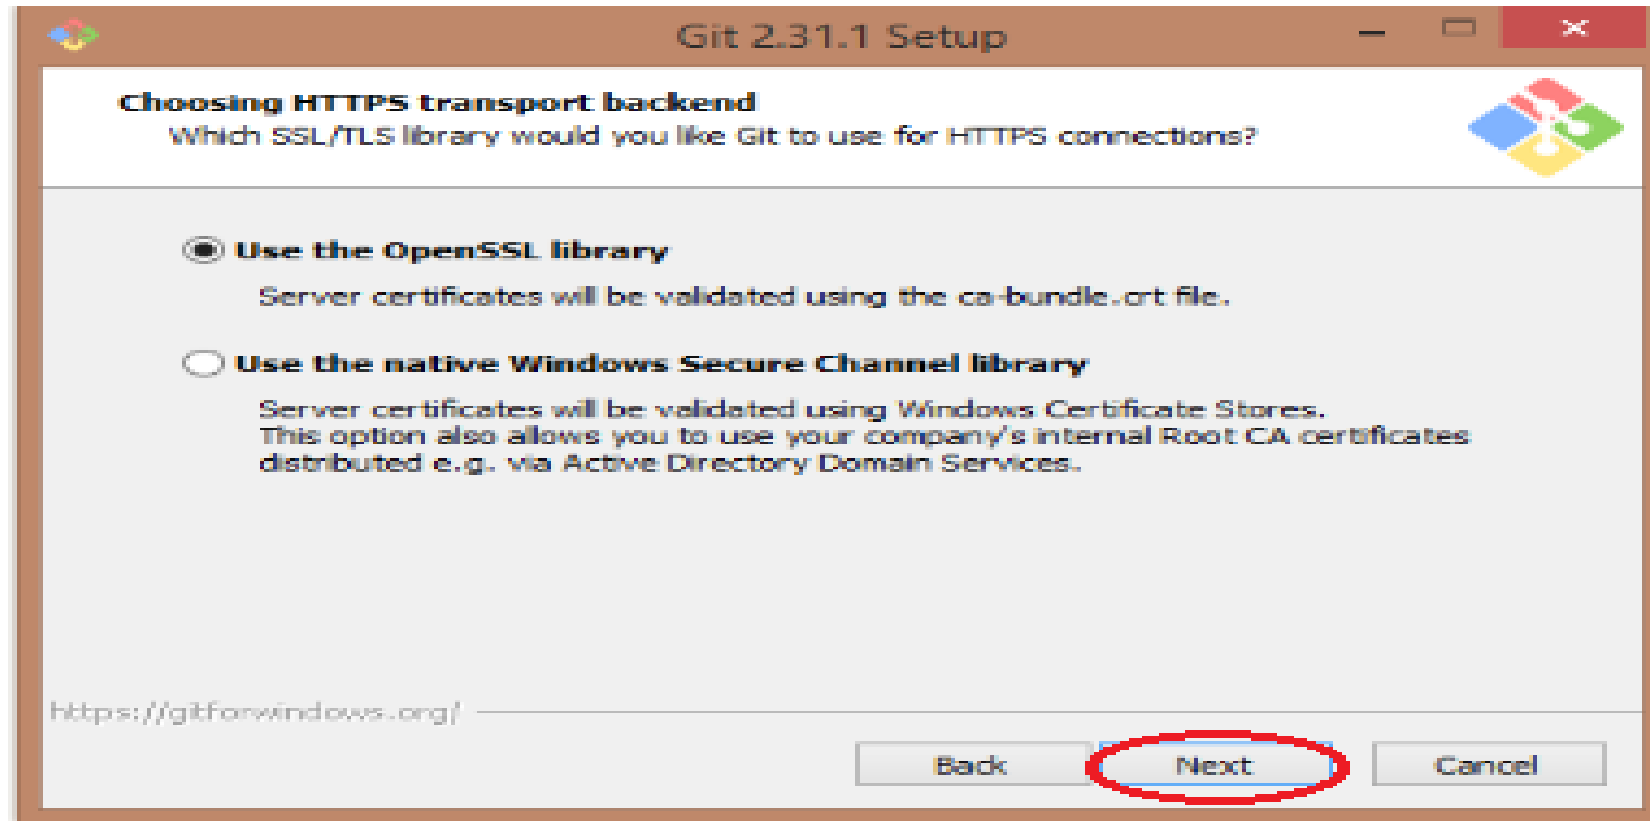 Git 2.31.1 Setup
Choosing HTTPS transport backend
Which SSL/TLS library would you like Git to use for HTTPS connections?
Use the OpenSSL library
Server certificates will be validated using the ca-bundle.crt file.
Use the native Windows Secure Channel library
Server certificates will be validated using Windows Certificate Stores.
This option also allows you to use your company's internal Root CA certificates
distributed e.g. via Active Directory Domain Services.
https://gitforwindows.org/
Back Next Cancel